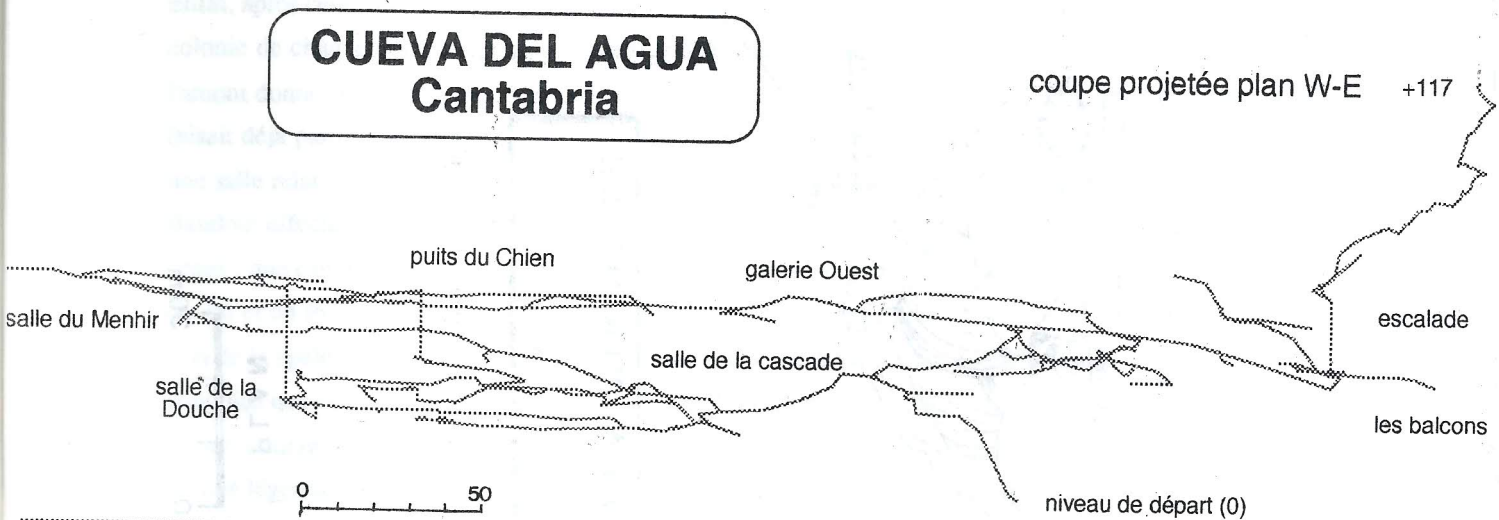 CUEVA DEL AGUA
Cantabria
coupe projetée plan W-E +117
puits du Chien
galerie Ouest
salle du Menhir
escalade
salle de la cascade
salle de la
Douche
les balcons
0 50
niveau de départ (0)